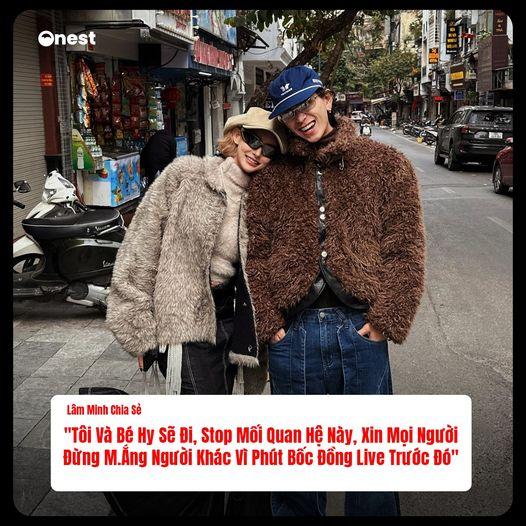 Onest
Lâm Minh Chia Sẻ
"Tôi Và Bé Hy Sẽ Đi, Stop Mối Quan Hệ Này, Xin Mọi Người
Đừng M.Ắng Người Khác Vì Phút Bốc Đồng Live Trước Đó"